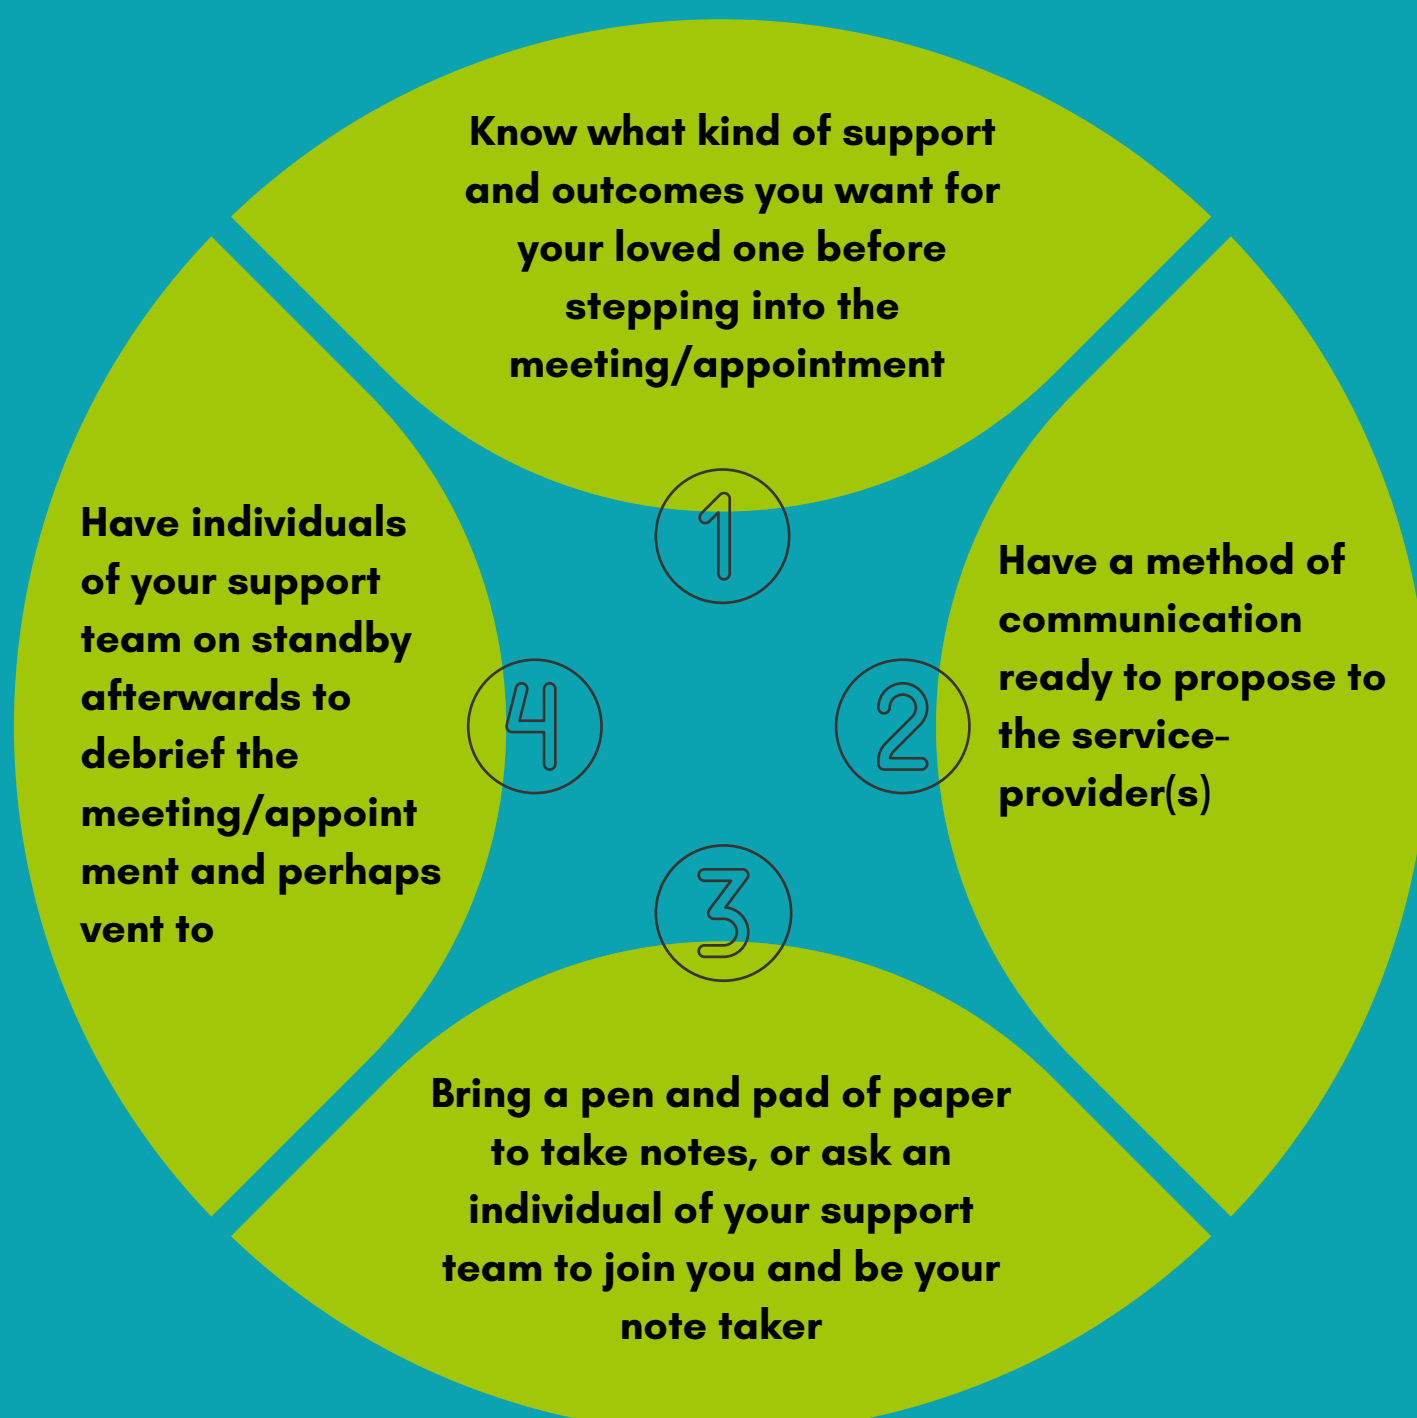 Know what kind of support
and outcomes you want for
your loved one before
stepping into the
meeting/appointment
1
Have a method of
communication
ready to propose to
the service-
provider(s)
2
3
Bring a pen and pad of paper
to take notes, or ask an
individual of your support
team to join you and be your
note taker
4
Have individuals
of your support
team on standby
afterwards to
debrief the
meeting/appoint
ment and perhaps
vent to